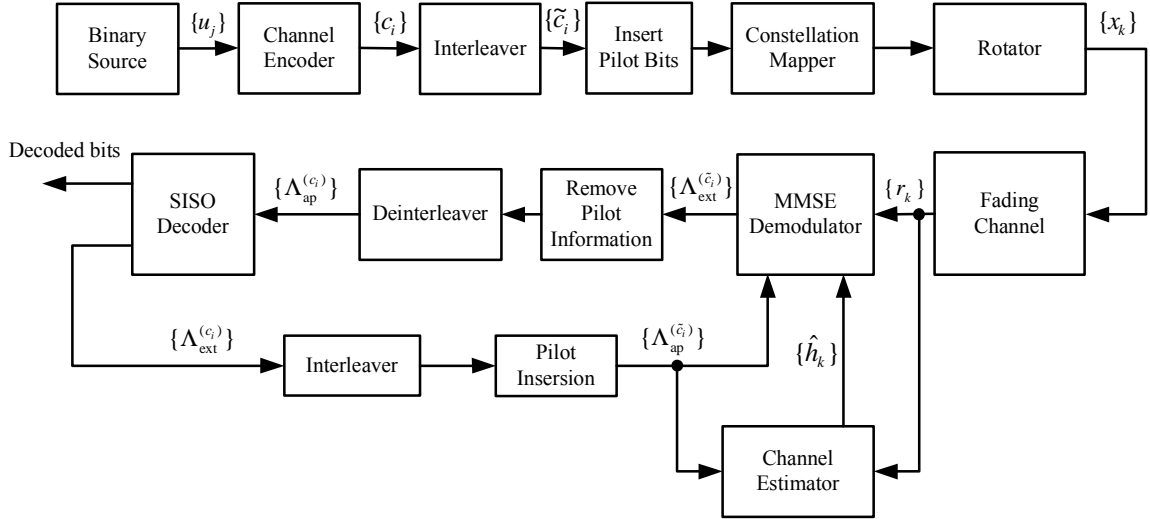 Binary Source
{u_j}
Channel Encoder
{c_i}
Interleaver
{c̃_i}
Insert Pilot Bits
Constellation Mapper
Rotator
{x_k}
Decoded bits
SISO Decoder
{Λ_ap^(c_i)}
Deinterleaver
Remove Pilot Information
{Λ_ext^(c̃_i)}
MMSE Demodulator
{r_k}
Fading Channel
{Λ_ext^(c_i)}
Interleaver
Pilot Insersion
{Λ_ap^(c̃_i)}
{ĥ_k}
Channel Estimator